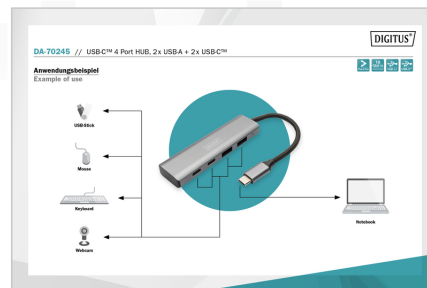 DIGITUS®
DA-70245 // USB-C™ 4 Port HUB, 2x USB-A + 2x USB-C™
Anwendungsbeispiel
Example of use
USB-Stick
Mouse
Keyboard
Webcam
Notebook